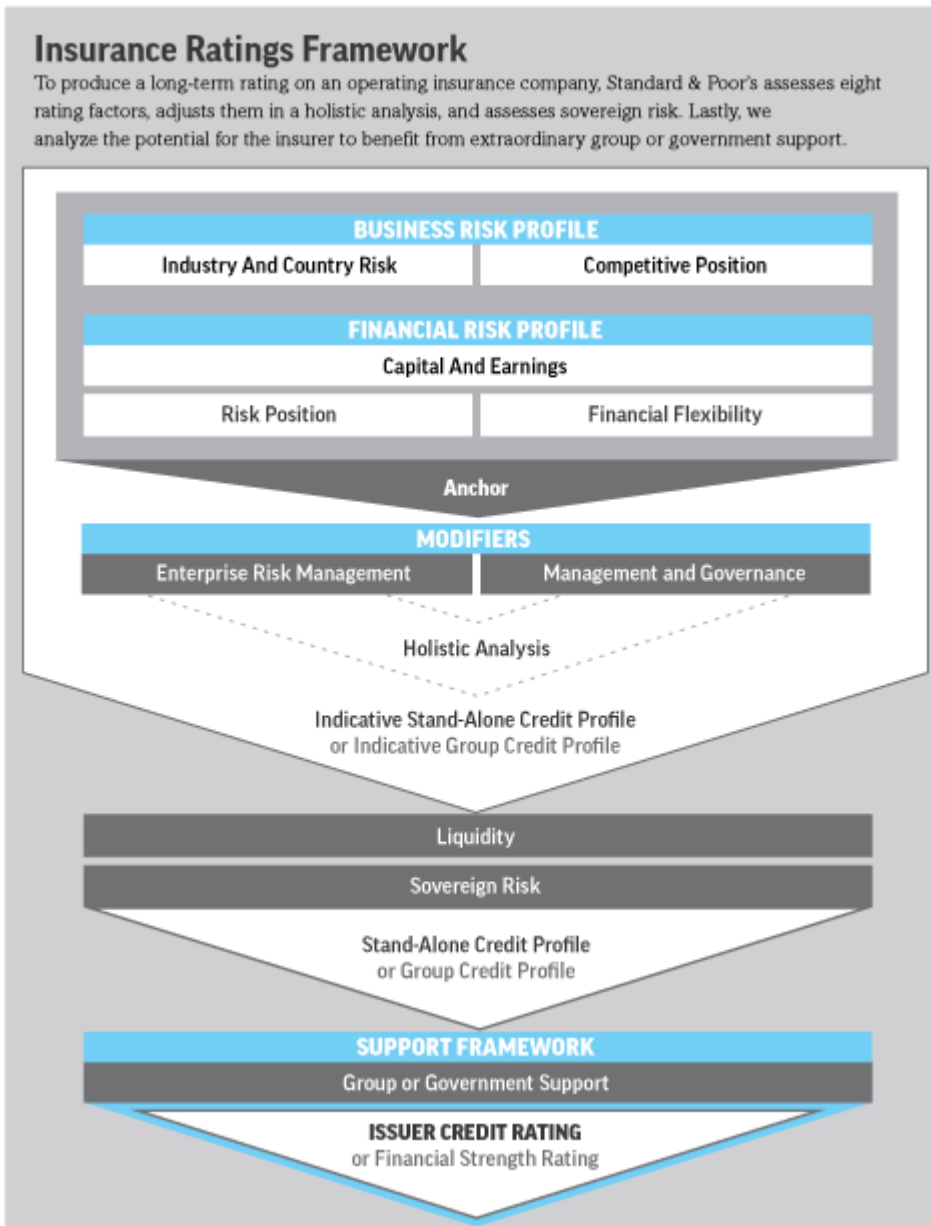 Insurance Ratings Framework
To produce a long-term rating on an operating insurance company, Standard & Poor's assesses eight
rating factors, adjusts them in a holistic analysis, and assesses sovereign risk. Lastly, we
analyze the potential for the insurer to benefit from extraordinary group or government support.
BUSINESS RISK PROFILE
Industry And Country Risk
Competitive Position
FINANCIAL RISK PROFILE
Capital And Earnings
Risk Position
Financial Flexibility
Anchor
MODIFIERS
Enterprise Risk Management
Management and Governance
Holistic Analysis
Indicative Stand-Alone Credit Profile
or Indicative Group Credit Profile
Liquidity
Sovereign Risk
Stand-Alone Credit Profile
or Group Credit Profile
SUPPORT FRAMEWORK
Group or Government Support
ISSUER CREDIT RATING
or Financial Strength Rating